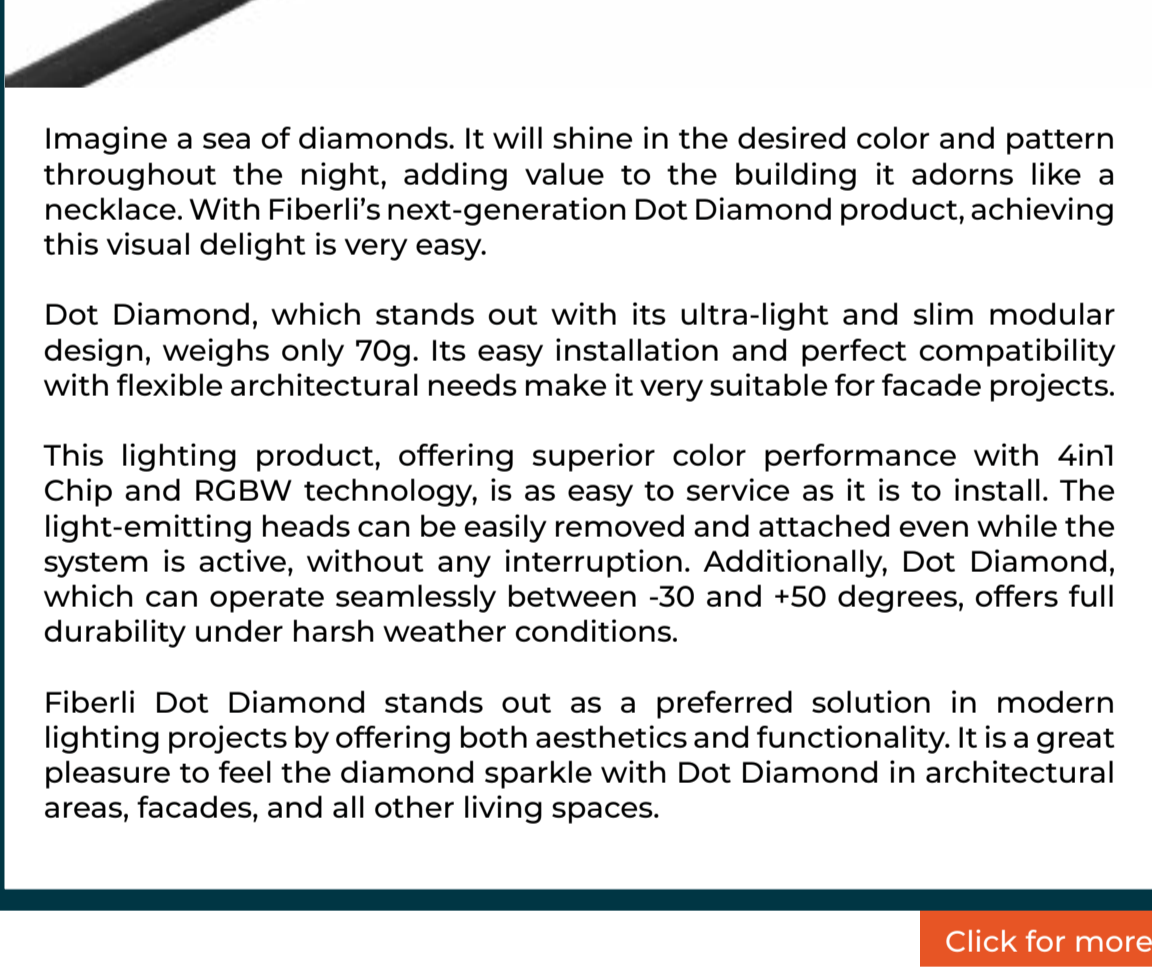 Imagine a sea of diamonds. It will shine in the desired color and pattern
throughout the night, adding value to the building it adorns like a
necklace. With Fiberli’s next-generation Dot Diamond product, achieving
this visual delight is very easy.
Dot Diamond, which stands out with its ultra-light and slim modular
design, weighs only 70g. Its easy installation and perfect compatibility
with flexible architectural needs make it very suitable for facade projects.
This lighting product, offering superior color performance with 4in1
Chip and RGBW technology, is as easy to service as it is to install. The
light-emitting heads can be easily removed and attached even while the
system is active, without any interruption. Additionally, Dot Diamond,
which can operate seamlessly between -30 and +50 degrees, offers full
durability under harsh weather conditions.
Fiberli Dot Diamond stands out as a preferred solution in modern
lighting projects by offering both aesthetics and functionality. It is a great
pleasure to feel the diamond sparkle with Dot Diamond in architectural
areas, facades, and all other living spaces.
Click for more